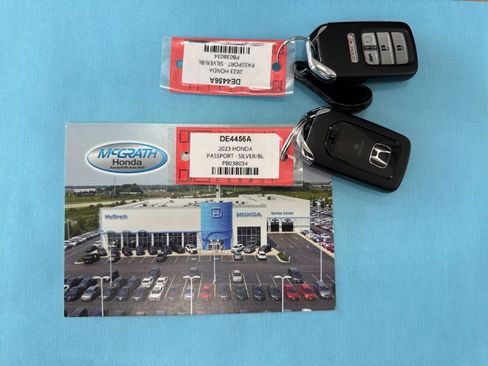 DE4456A
2023 HONDA
PASSPORT · SILVER/BL
PB038034
DE4456A
2023 HONDA
PASSPORT · SILVER/BL
PB038034
McGRATH
Honda
McGrath
HONDA
Service Center